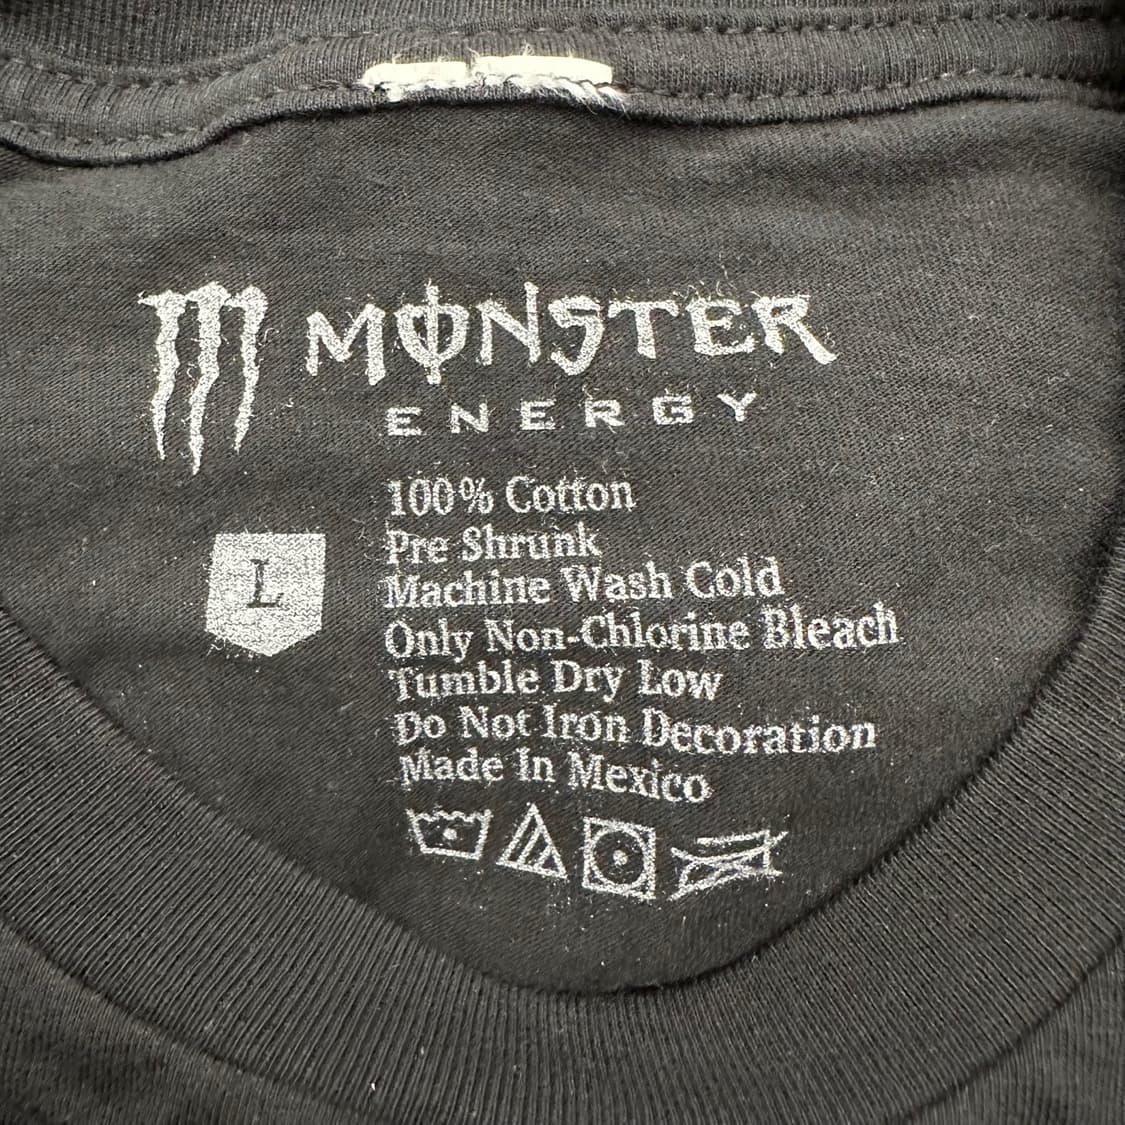 MONSTER
ENERGY
100% Cotton
Pre Shrunk
Machine Wash Cold
Only Non-Chlorine Bleach
Tumble Dry Low
Do Not Iron Decoration
Made In Mexico
L